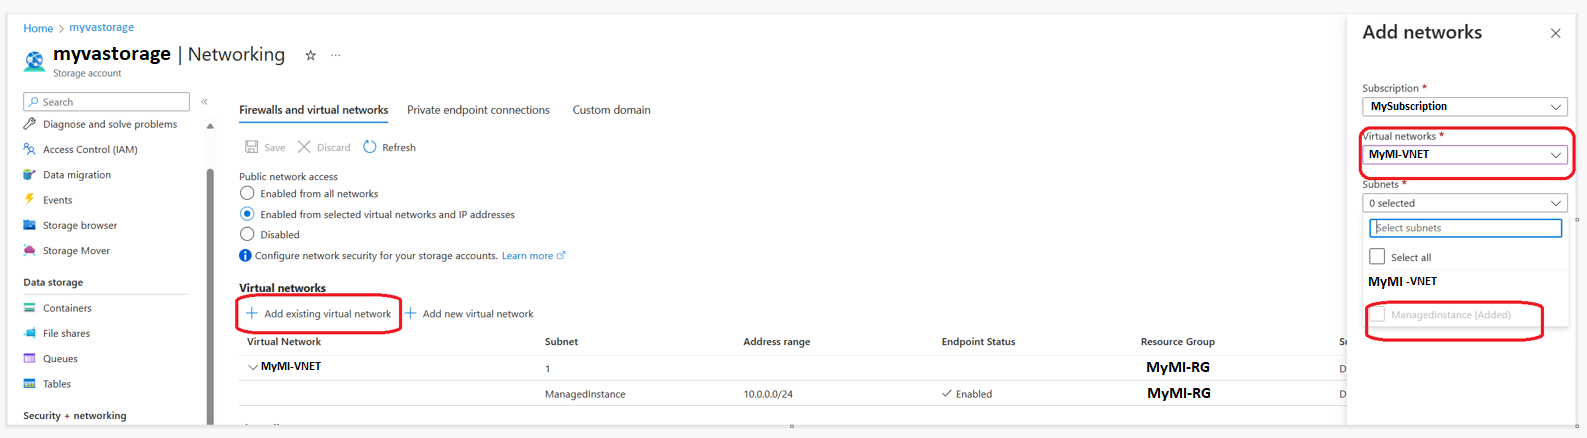 Home > myvastorage
myvastorage | Networking ☆ ...
Storage account
Search «
Diagnose and solve problems
Access Control (IAM)
Data migration
Events
Storage browser
Storage Mover
Data storage
Containers
File shares
Queues
Tables
Security + networking
Firewalls and virtual networks Private endpoint connections Custom domain
Save Discard Refresh
Public network access
Enabled from all networks
Enabled from selected virtual networks and IP addresses
Disabled
Configure network security for your storage accounts. Learn more
Virtual networks
+ Add existing virtual network + Add new virtual network
Virtual Network Subnet Address range Endpoint Status Resource Group
MyMI-VNET 1 MyMI-RG
ManagedInstance 10.0.0.0/24 Enabled MyMI-RG
Add networks
Subscription *
MySubscription
Virtual networks *
MyMI-VNET
Subnets *
0 selected
Select subnets
Select all
MyMI -VNET
ManagedInstance (Added)